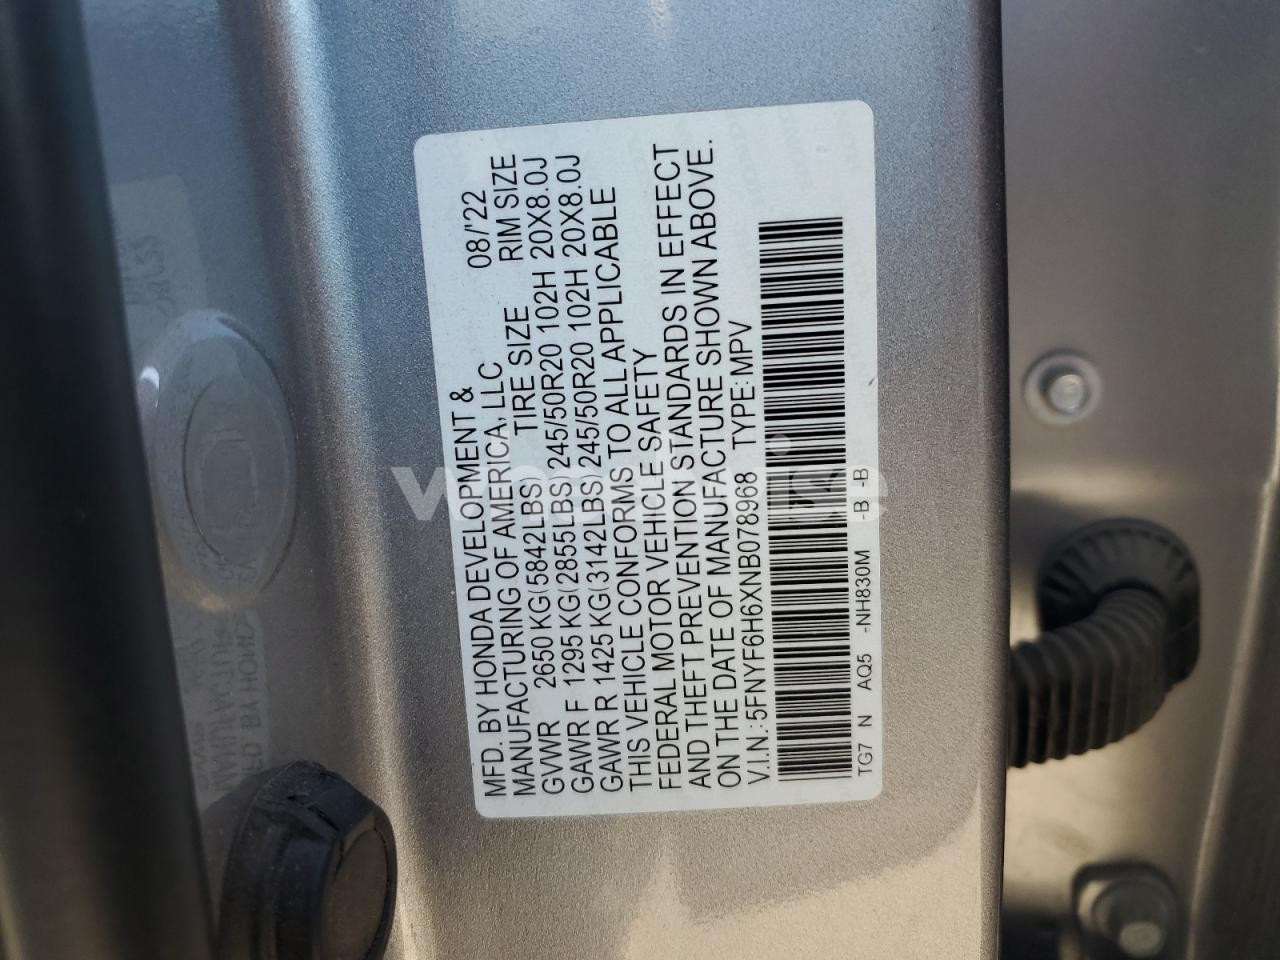 MFD. BY HONDA DEVELOPMENT & 08/'22
MANUFACTURING OF AMERICA, LLC
TIRE SIZE RIM SIZE
GVWR 2650 KG(5842LBS)
GAWR F 1295 KG(2855LBS) 245/50R20 102H 20X8.0J
GAWR R 1425 KG(3142LBS) 245/50R20 102H 20X8.0J
THIS VEHICLE CONFORMS TO ALL APPLICABLE
FEDERAL MOTOR VEHICLE SAFETY
AND THEFT PREVENTION STANDARDS IN EFFECT
ON THE DATE OF MANUFACTURE SHOWN ABOVE.
V.I.N.: 5FNYF6H6XNB078968 TYPE: MPV
TG7 N AQ5 -NH830M -B -B